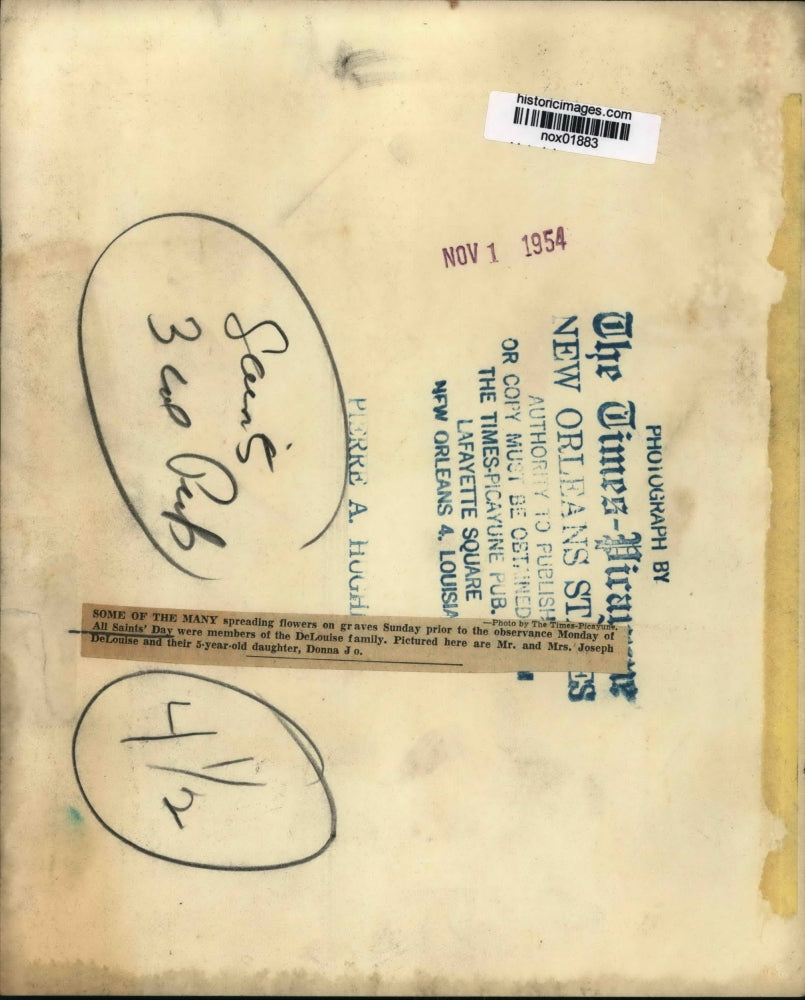 historicimages.com
nox01883
NOV 1 1954
PHOTOGRAPH BY
The Times-Picayune
NEW ORLEANS STATES
AUTHORITY TO PUBLISH
OR COPY MUST BE OBTAINED
THE TIMES-PICAYUNE PUB.
LAFAYETTE SQUARE
NEW ORLEANS 4, LOUISIA
PIERRE A. HUGH
3 col
—Photo by The Times-Picayune.
SOME OF THE MANY spreading flowers on graves Sunday prior to the observance Monday of
All Saints' Day were members of the DeLouise family. Pictured here are Mr. and Mrs. Joseph
DeLouise and their 5-year-old daughter, Donna Jo.
4 1/2